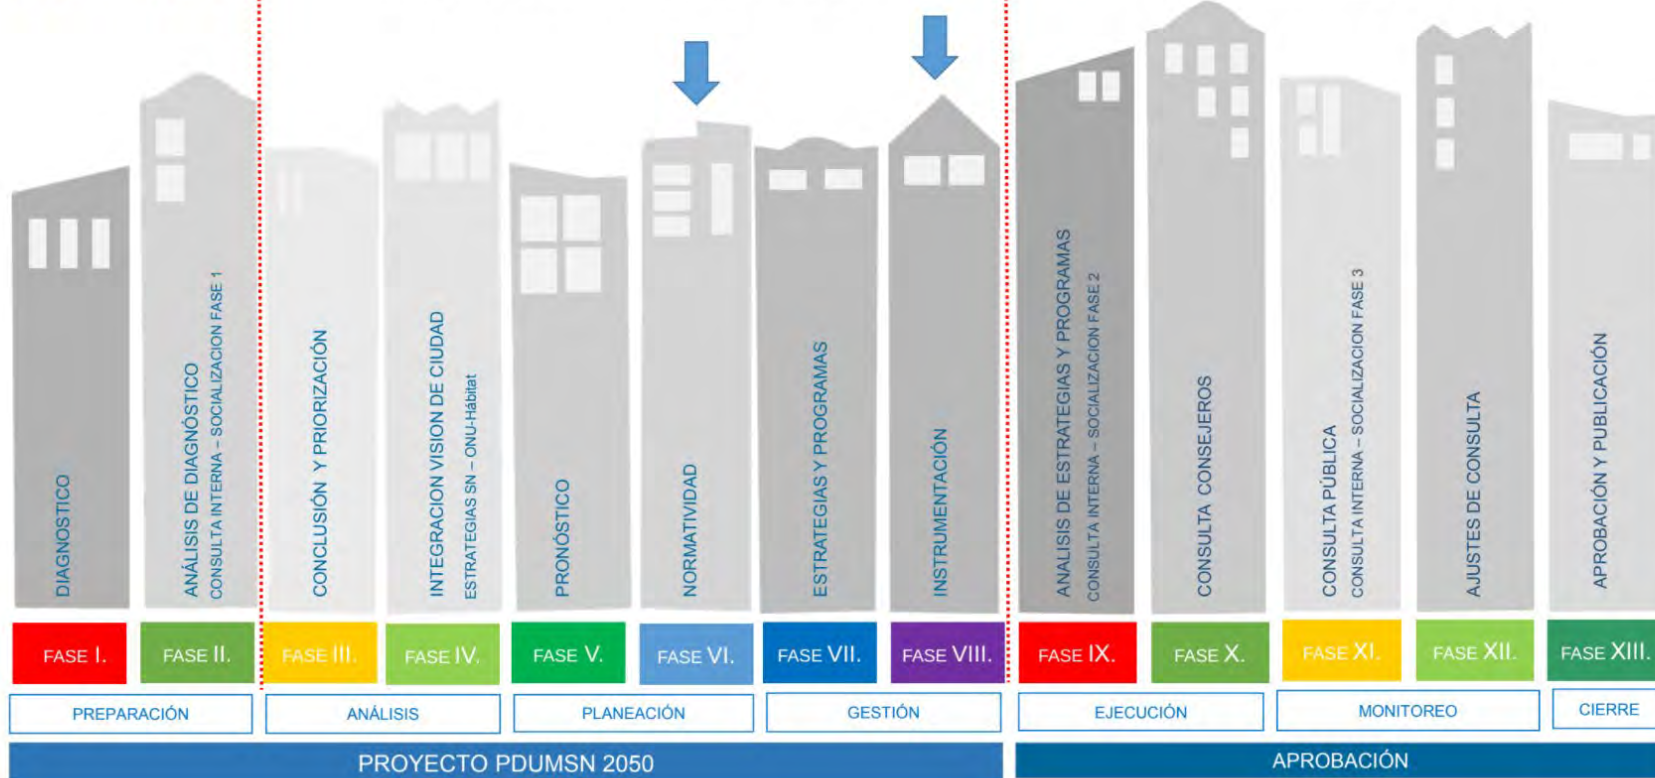 DIAGNOSTICO
ANÁLISIS DE DIAGNÓSTICO
CONSULTA INTERNA – SOCIALIZACION FASE 1
CONCLUSIÓN Y PRIORIZACIÓN
INTEGRACION VISION DE CIUDAD
ESTRATEGIAS SN – ONU-Hábitat
PRONÓSTICO
NORMATIVIDAD
ESTRATEGIAS Y PROGRAMAS
INSTRUMENTACIÓN
ANALISIS DE ESTRATEGIAS Y PROGRAMAS
CONSULTA INTERNA – SOCIALIZACION FASE 2
CONSULTA CONSEJEROS
CONSULTA PÚBLICA
CONSULTA INTERNA – SOCIALIZACION FASE 3
AJUSTES DE CONSULTA
APROBACIÓN Y PUBLICACIÓN
FASE I.
FASE II.
FASE III.
FASE IV.
FASE V.
FASE VI.
FASE VII.
FASE VIII.
FASE IX.
FASE X.
FASE XI.
FASE XII.
FASE XIII.
PREPARACIÓN
ANÁLISIS
PLANEACIÓN
GESTIÓN
EJECUCIÓN
MONITOREO
CIERRE
PROYECTO PDUMSN 2050
APROBACIÓN